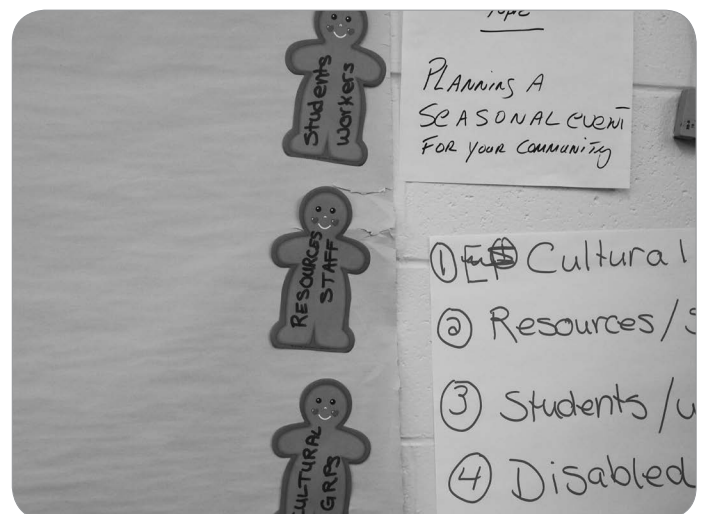 Students
Workers
RESOURCES
STAFF
CULTURAL
GRPS
Topic
PLANNING A
SEASONAL EVENT
FOR YOUR COMMUNITY
① Cultural
② Resources/S
③ Students/w
④ Disabled